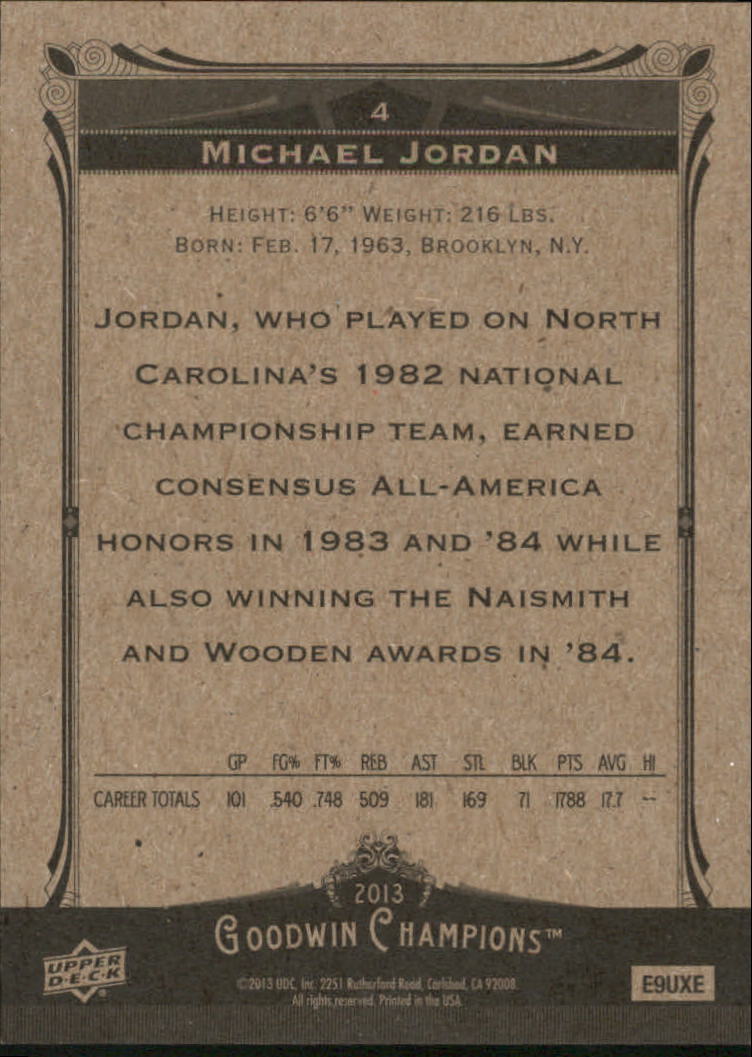 4
MICHAEL JORDAN
HEIGHT: 6'6" WEIGHT: 216 LBS.
BORN: FEB. 17, 1963, BROOKLYN, N.Y.
JORDAN, WHO PLAYED ON NORTH
CAROLINA'S 1982 NATIONAL
CHAMPIONSHIP TEAM, EARNED
CONSENSUS ALL-AMERICA
HONORS IN 1983 AND '84 WHILE
ALSO WINNING THE NAISMITH
AND WOODEN AWARDS IN '84.
GP FG% FT% REB AST STL BLK PTS AVG HI
CAREER TOTALS 101 .540 .748 509 181 169 71 1788 17.7 --
2013
GOODWIN CHAMPIONS™
UPPER
D·E·C·K®
©2013 UDC, Inc. 2251 Rutherford Road, Carlsbad, CA 92008.
All rights reserved. Printed in the USA.
E9UXE